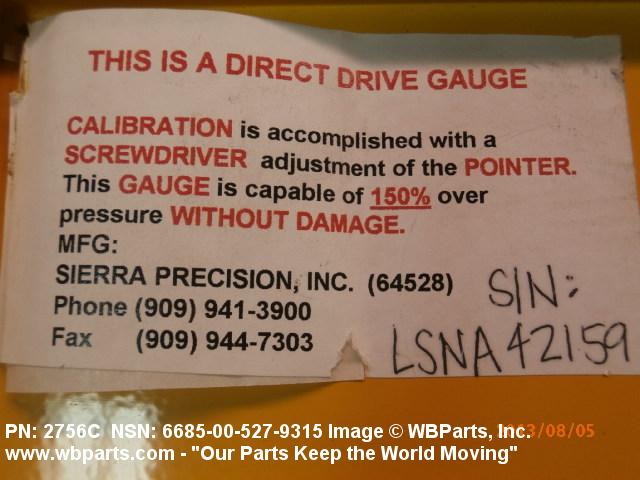 THIS IS A DIRECT DRIVE GAUGE
CALIBRATION is accomplished with a
SCREWDRIVER adjustment of the POINTER.
This GAUGE is capable of 150% over
pressure WITHOUT DAMAGE.
MFG:
SIERRA PRECISION, INC. (64528)
Phone (909) 941-3900
Fax (909) 944-7303
S/N:
LSNA42159
PN: 2756C NSN: 6685-00-527-9315 Image © WBParts, Inc.
/08/05
www.wbparts.com - "Our Parts Keep the World Moving"